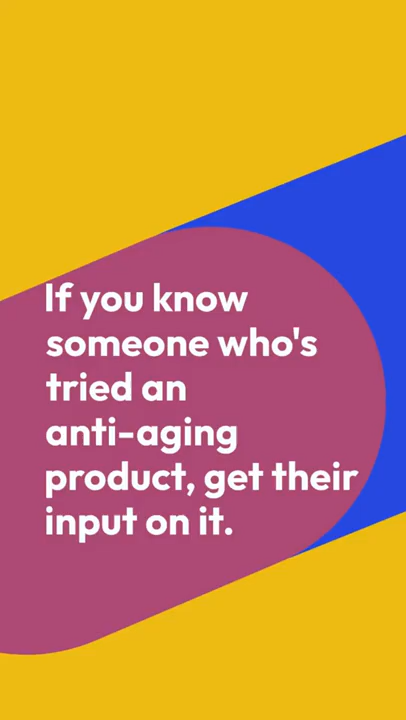 If you know
someone who's
tried an
anti-aging
product, get their
input on it.